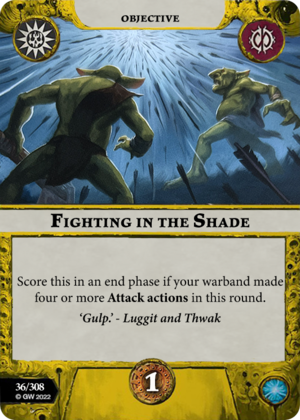 OBJECTIVE
FIGHTING IN THE SHADE
Score this in an end phase if your warband made
four or more Attack actions in this round.
‘Gulp.’ - Luggit and Thwak
36/308
© GW 2022
1